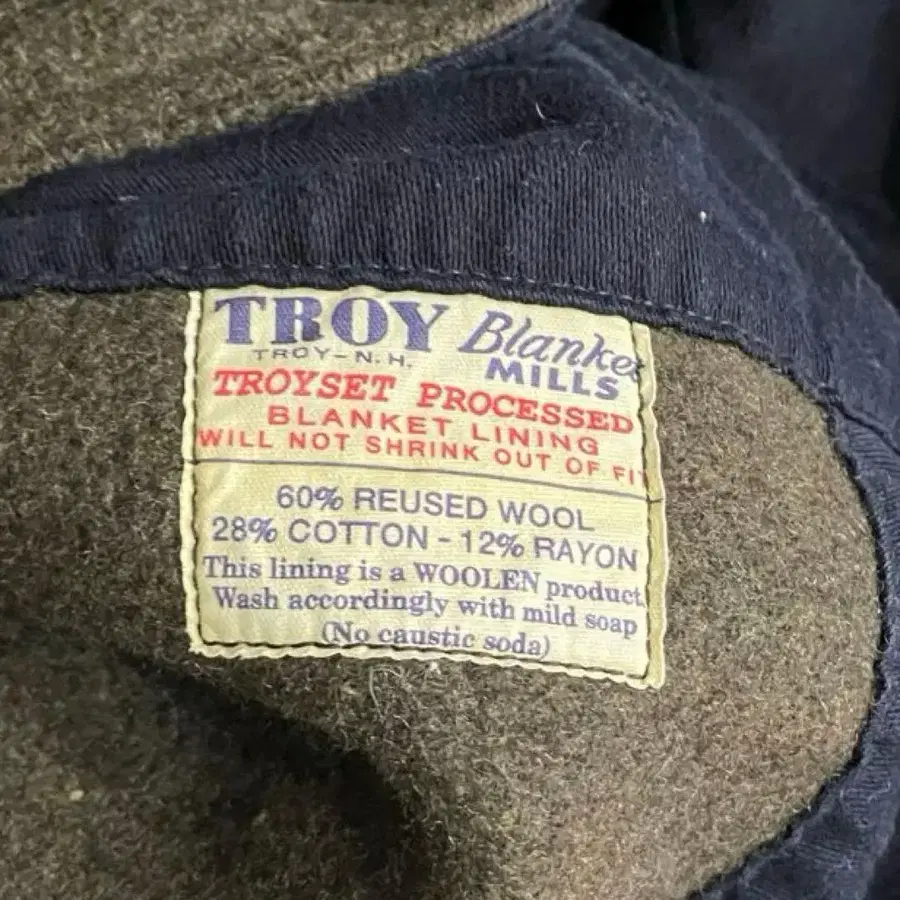 TROY Blanket
TROY-N.H. MILLS
TROYSET PROCESSED
BLANKET LINING
WILL NOT SHRINK OUT OF FIT
60% REUSED WOOL
28% COTTON - 12% RAYON
This lining is a WOOLEN product.
Wash accordingly with mild soap
(No caustic soda)